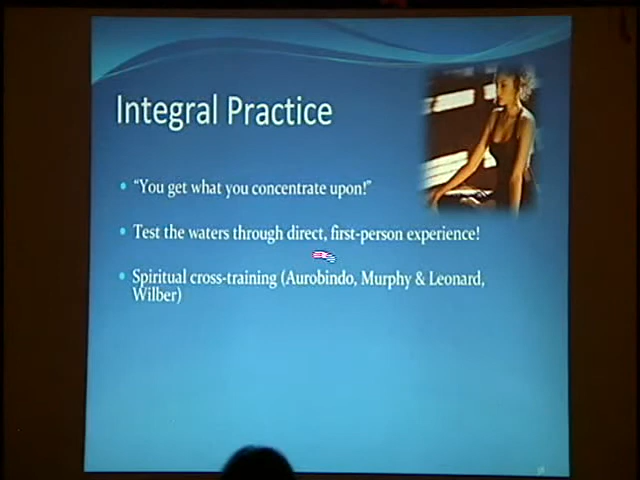 Integral Practice
• "You get what you concentrate upon!"
• Test the waters through direct, first-person experience!
• Spiritual cross-training (Aurobindo, Murphy & Leonard,
Wilber)